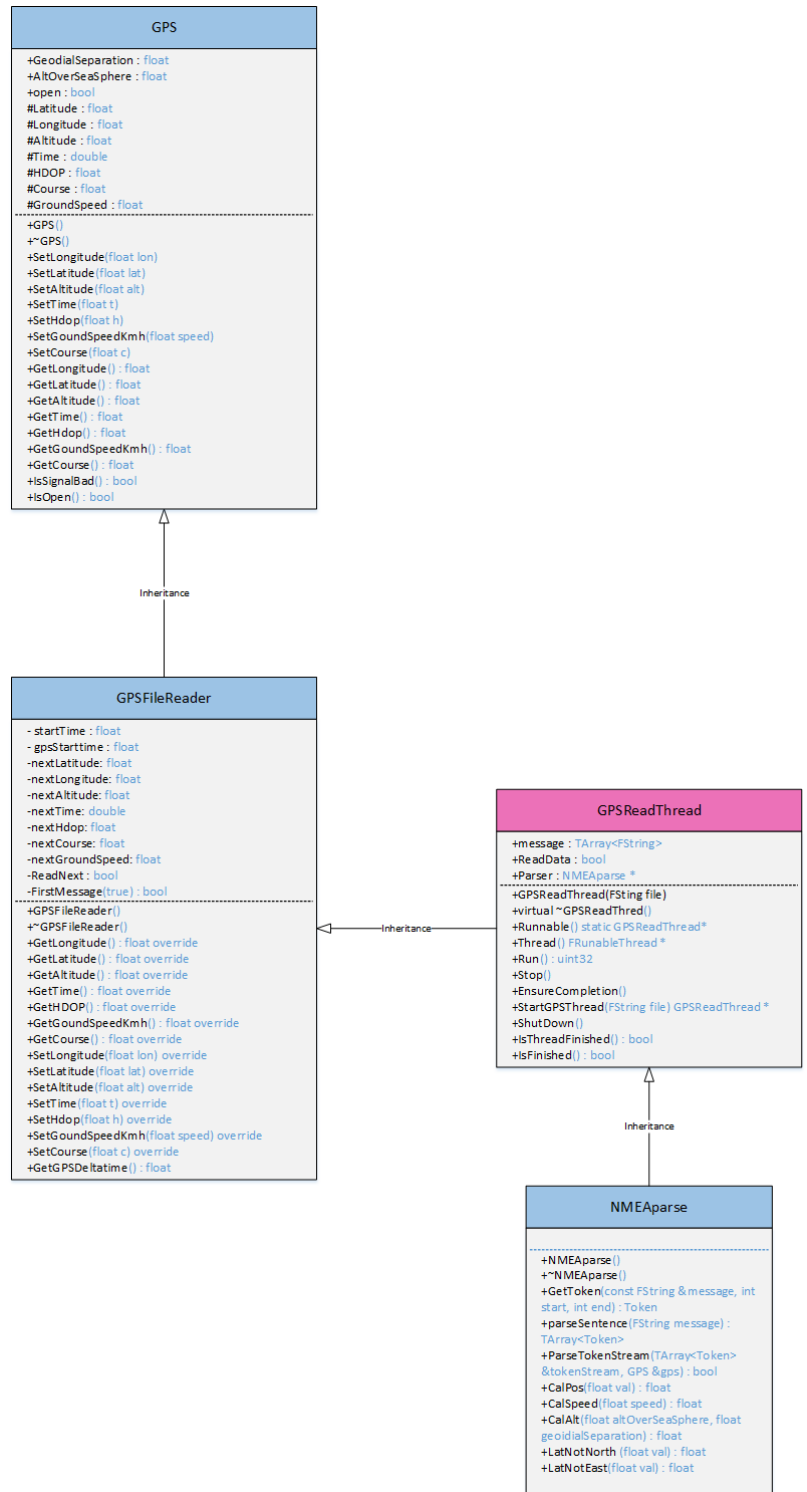 GPS
+GeodialSeparation : float
+AltOverSeaSphere : float
+open : bool
#Latitude : float
#Longitude : float
#Altitude : float
#Time : double
#HDOP : float
#Course : float
#GroundSpeed : float
+GPS()
+~GPS()
+SetLongitude(float lon)
+SetLatitude(float lat)
+SetAltitude(float alt)
+SetTime(float t)
+SetHdop(float h)
+SetGoundSpeedKmh(float speed)
+SetCourse(float c)
+GetLongitude() : float
+GetLatitude() : float
+GetAltitude() : float
+GetTime() : float
+GetHdop() : float
+GetGoundSpeedKmh() : float
+GetCourse() : float
+IsSignalBad() : bool
+IsOpen() : bool
Inheritance
GPSFileReader
- startTime : float
- gpsStarttime : float
-nextLatitude: float
-nextLongitude: float
-nextAltitude: float
-nextTime: double
-nextHdop: float
-nextCourse: float
-nextGroundSpeed: float
-ReadNext : bool
-FirstMessage(true) : bool
+GPSFileReader()
+~GPSFileReader()
+GetLongitude() : float override
+GetLatitude() : float override
+GetAltitude() : float override
+GetTime() : float override
+GetHDOP() : float override
+GetGoundSpeedKmh() : float override
+GetCourse() : float override
+SetLongitude(float lon) override
+SetLatitude(float lat) override
+SetAltitude(float alt) override
+SetTime(float t) override
+SetHdop(float h) override
+SetGoundSpeedKmh(float speed) override
+SetCourse(float c) override
+GetGPSDeltatime() : float
Inheritance
GPSReadThread
+message : TArray<FString>
+ReadData : bool
+Parser : NMEAparse *
+GPSReadThread(FSting file)
+virtual ~GPSReadThred()
+Runnable() static GPSReadThread*
+Thread() FRunableThread *
+Run() : uint32
+Stop()
+EnsureCompletion()
+StartGPSThread(FString file) GPSReadThread *
+ShutDown()
+IsThreadFinished() : bool
+IsFinished() : bool
Inheritance
NMEAparse
+NMEAparse()
+~NMEAparse()
+GetToken(const FString &message, int
start, int end) : Token
+parseSentence(FString message) :
TArray<Token>
+ParseTokenStream(TArray<Token>
&tokenStream, GPS &gps) : bool
+CalPos(float val) : float
+CalSpeed(float speed) : float
+CalAlt(float altOverSeaSphere, float
geoidialSeparation) : float
+LatNotNorth (float val) : float
+LatNotEast(float val) : float